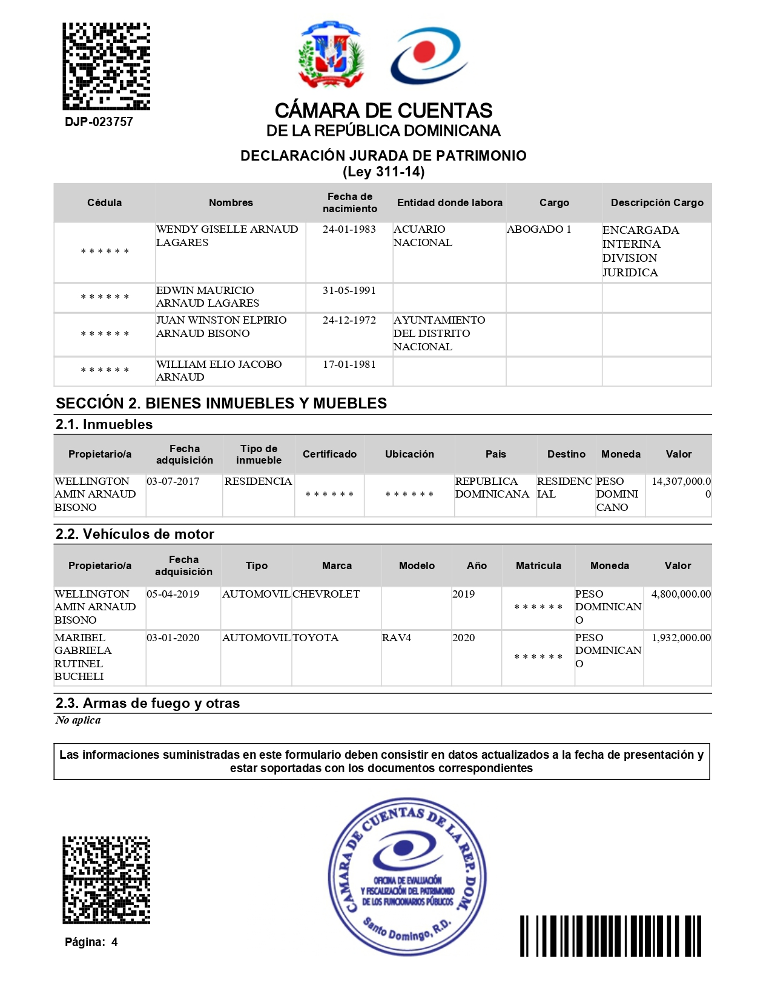 DJP-023757
CÁMARA DE CUENTAS
DE LA REPÚBLICA DOMINICANA
DECLARACIÓN JURADA DE PATRIMONIO
(Ley 311-14)
Cédula Nombres Fecha de nacimiento Entidad donde labora Cargo Descripción Cargo
* * * * * * WENDY GISELLE ARNAUD LAGARES 24-01-1983 ACUARIO NACIONAL ABOGADO 1 ENCARGADA INTERINA DIVISION JURIDICA
* * * * * * EDWIN MAURICIO ARNAUD LAGARES 31-05-1991
* * * * * * JUAN WINSTON ELPIRIO ARNAUD BISONO 24-12-1972 AYUNTAMIENTO DEL DISTRITO NACIONAL
* * * * * * WILLIAM ELIO JACOBO ARNAUD 17-01-1981
SECCIÓN 2. BIENES INMUEBLES Y MUEBLES
2.1. Inmuebles
Propietario/a Fecha adquisición Tipo de inmueble Certificado Ubicación Pais Destino Moneda Valor
WELLINGTON AMIN ARNAUD BISONO 03-07-2017 RESIDENCIA * * * * * * * * * * * * REPUBLICA DOMINICANA RESIDENC IAL PESO DOMINI CANO 14,307,000.0 0
2.2. Vehículos de motor
Propietario/a Fecha adquisición Tipo Marca Modelo Año Matricula Moneda Valor
WELLINGTON AMIN ARNAUD BISONO 05-04-2019 AUTOMOVIL CHEVROLET 2019 * * * * * * PESO DOMINICAN O 4,800,000.00
MARIBEL GABRIELA RUTINEL BUCHELI 03-01-2020 AUTOMOVIL TOYOTA RAV4 2020 * * * * * * PESO DOMINICAN O 1,932,000.00
2.3. Armas de fuego y otras
No aplica
Las informaciones suministradas en este formulario deben consistir en datos actualizados a la fecha de presentación y
estar soportadas con los documentos correspondientes
CAMARA DE CUENTAS DE LA REP. DOM.
OFICINA DE EVALUACIÓN
Y FISCALIZACIÓN DEL PATRIMONIO
DE LOS FUNCIONARIOS PÚBLICOS
Santo Domingo, R.D.
Página: 4